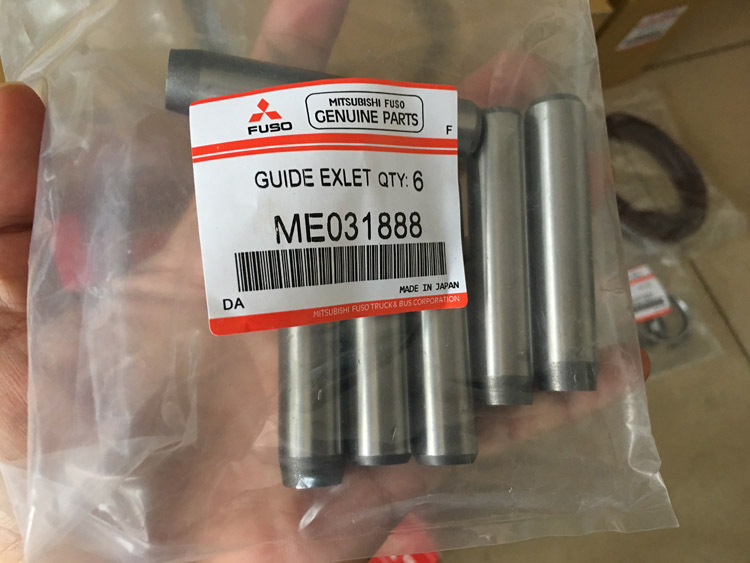 FUSO
MITSUBISHI FUSO
GENUINE PARTS
F
GUIDE EXLET QTY: 6
ME031888
DA
MADE IN JAPAN
MITSUBISHI FUSO TRUCK & BUS CORPORATION